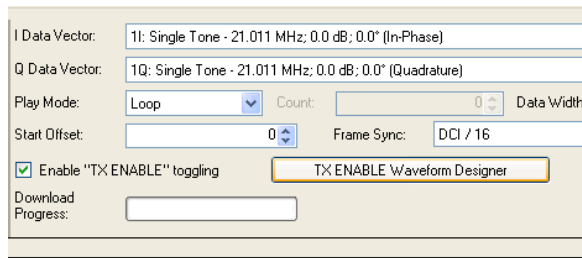 I Data Vector: 1I: Single Tone - 21.011 MHz; 0.0 dB; 0.0° (In-Phase)
Q Data Vector: 1Q: Single Tone - 21.011 MHz; 0.0 dB; 0.0° (Quadrature)
Play Mode: Loop Count: 0 Data Width
Start Offset: 0 Frame Sync: DCI / 16
Enable "TX ENABLE" toggling TX ENABLE Waveform Designer
Download
Progress: